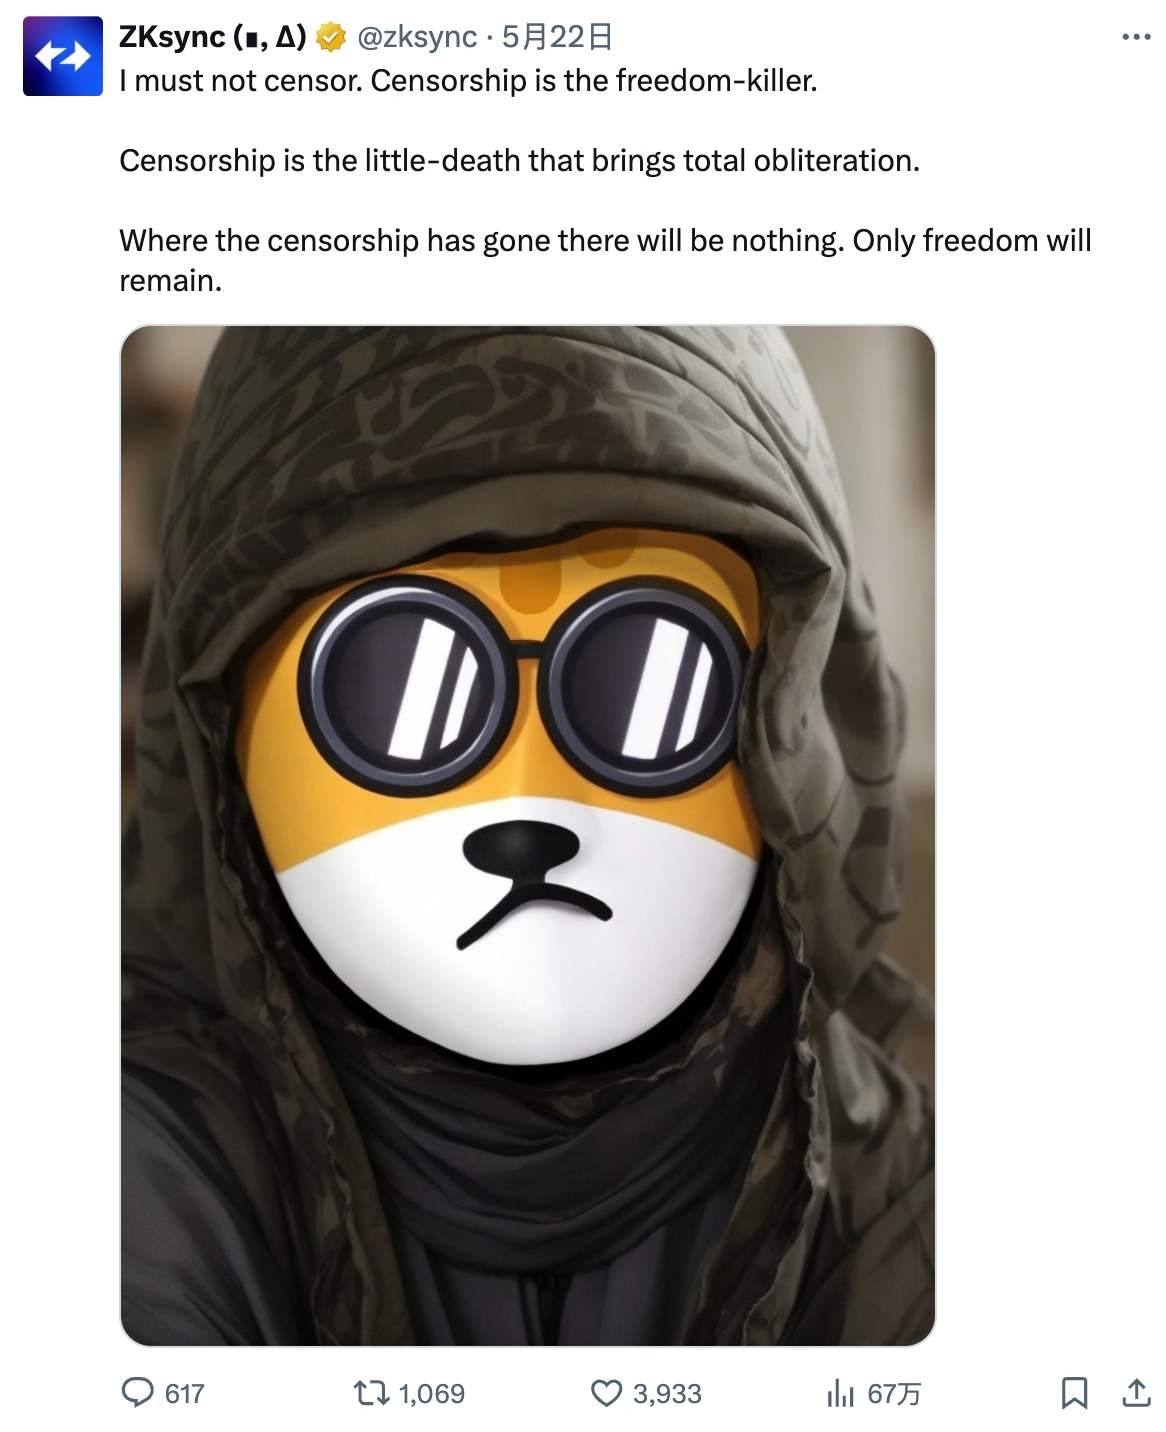 ZKsync (∎, ∆) @zksync · 5月22日
I must not censor. Censorship is the freedom-killer.
Censorship is the little-death that brings total obliteration.
Where the censorship has gone there will be nothing. Only freedom will
remain.
617 1,069 3,933 67万